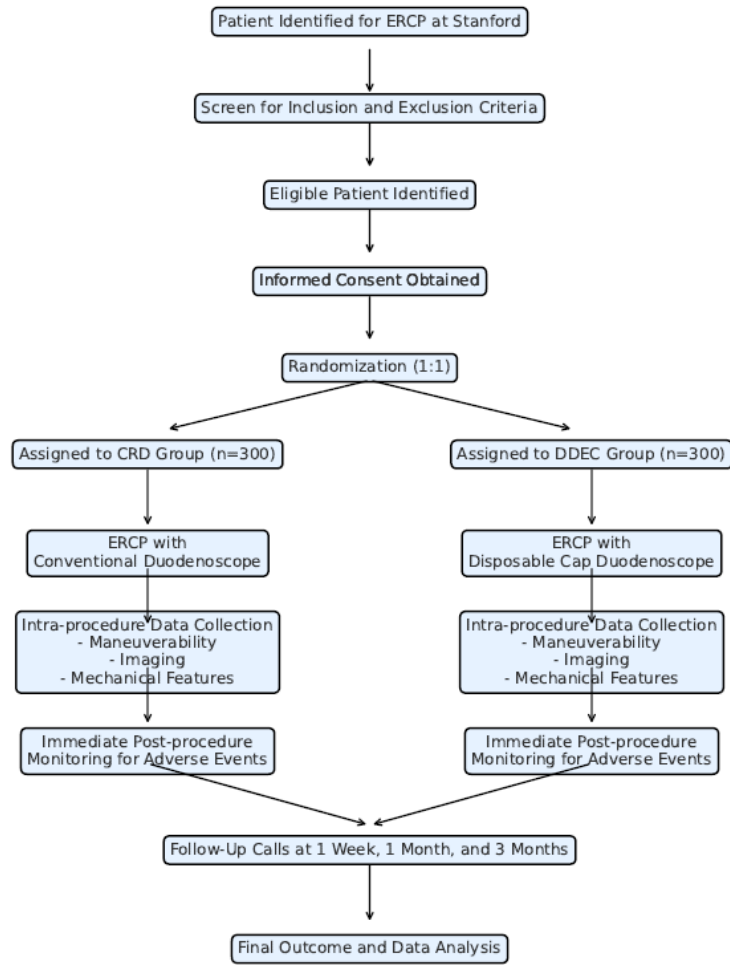 Patient Identified for ERCP at Stanford
Screen for Inclusion and Exclusion Criteria
Eligible Patient Identified
Informed Consent Obtained
Randomization (1:1)
Assigned to CRD Group (n=300)
Assigned to DDEC Group (n=300)
ERCP with
Conventional Duodenoscope
ERCP with
Disposable Cap Duodenoscope
Intra-procedure Data Collection
- Maneuverability
- Imaging
- Mechanical Features
Intra-procedure Data Collection
- Maneuverability
- Imaging
- Mechanical Features
Immediate Post-procedure
Monitoring for Adverse Events
Immediate Post-procedure
Monitoring for Adverse Events
Follow-Up Calls at 1 Week, 1 Month, and 3 Months
Final Outcome and Data Analysis